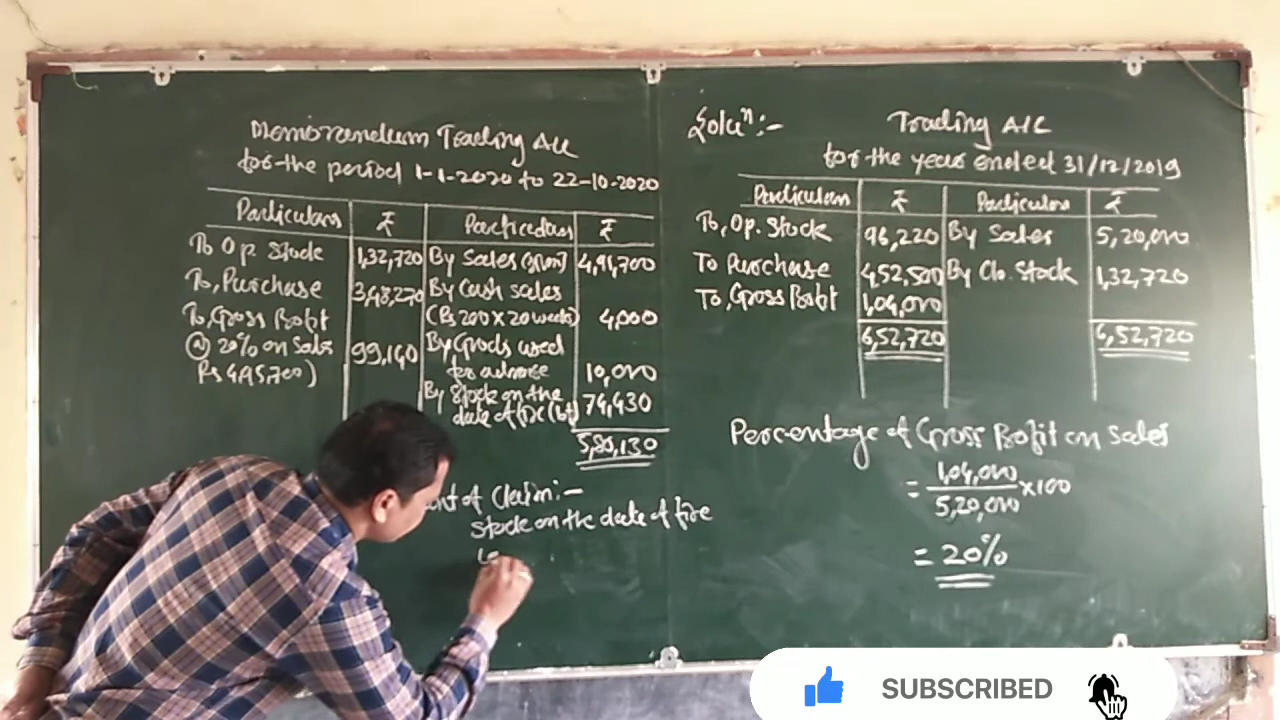 Memorandum Trading A/c
for the period 1-1-2020 to 22-10-2020
Particulars ₹ Particulars ₹
To Op. Stock 1,32,720 By Sales 4,91,700
To, Purchase 3,48,270 By Cash sales
(Rs 200 x 20 weeks) 4,000
To, Gross Profit By Goods used
@ 20% on Sales 99,140 for advise 10,000
Rs 4,95,700)
By Stock on the
date of fire (bf) 74,430
5,80,130
of Claim:-
Stock on the date of fire
Soluⁿ:-
Trading A/C
for the year ended 31/12/2019
Particulars ₹ Particulars ₹
To, Op. Stock 96,220 By Sales 5,20,000
To Purchase 4,52,500 By Clo. Stock 1,32,720
To, Gross Profit 1,04,000
6,52,720 6,52,720
Percentage of Gross Profit on Sales
= 1,04,000 / 5,20,000 x 100
= 20%
SUBSCRIBED